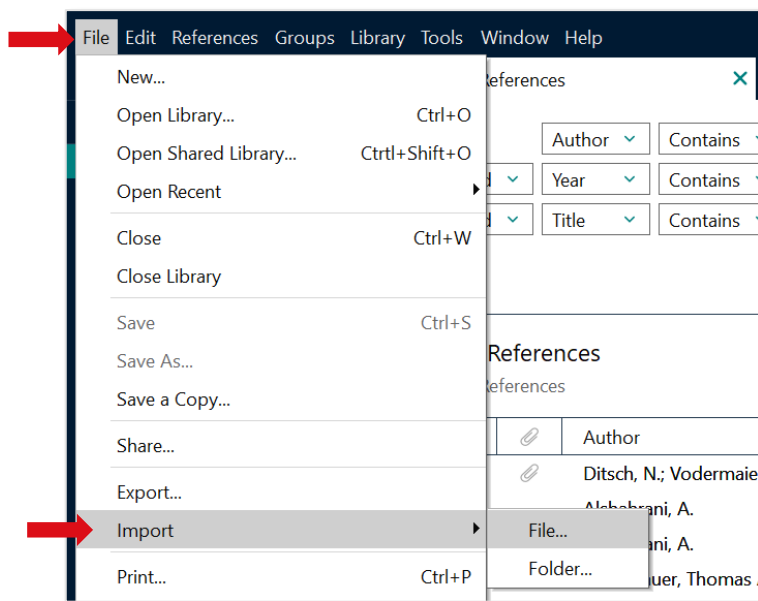 File Edit References Groups Library Tools Window Help
New...
References
Open Library... Ctrl+O
Author Contains
Open Shared Library... Ctrtl+Shift+O
Year Contains
Open Recent
Title Contains
Close Ctrl+W
Close Library
Save Ctrl+S
References
Save As...
References
Save a Copy...
Share...
Author
Ditsch, N.; Vodermaie
Export...
A.
Import
File...
A.
Folder...
Print... Ctrl+P
Thomas